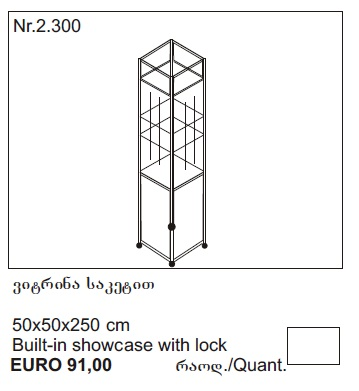 Nr.2.300
ვიტრინა საკეტით
50x50x250 cm
Built-in showcase with lock
EURO 91,00 რაოდ./Quant.